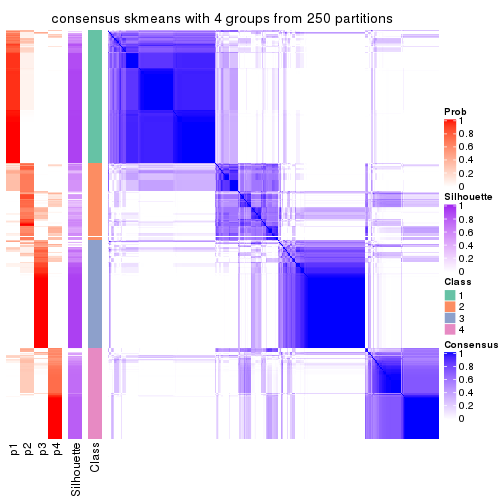 consensus skmeans with 4 groups from 250 partitions
Prob
1
0.8
0.6
0.4
0.2
0
Silhouette
1
0.8
0.6
0.4
0.2
0
Class
1
2
3
4
Consensus
1
0.8
0.6
0.4
0.2
0
p1
p2
p3
p4
Silhouette
Class